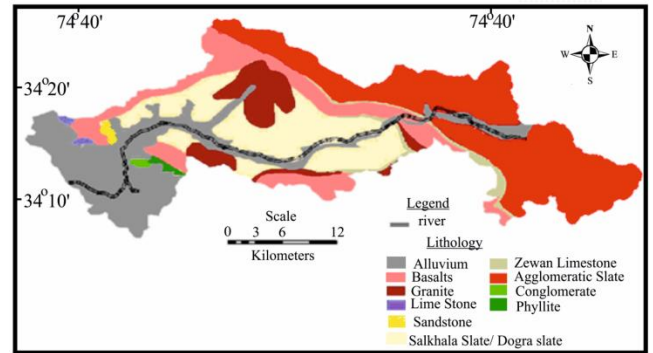 74°40'
74°40'
N
W E
S
34°20'
34°10'
Legend
river
Scale
0 3 6 12
Kilometers
Lithology
Alluvium
Basalts
Granite
Lime Stone
Sandstone
Salkhala Slate/ Dogra slate
Zewan Limestone
Agglomeratic Slate
Conglomerate
Phyllite